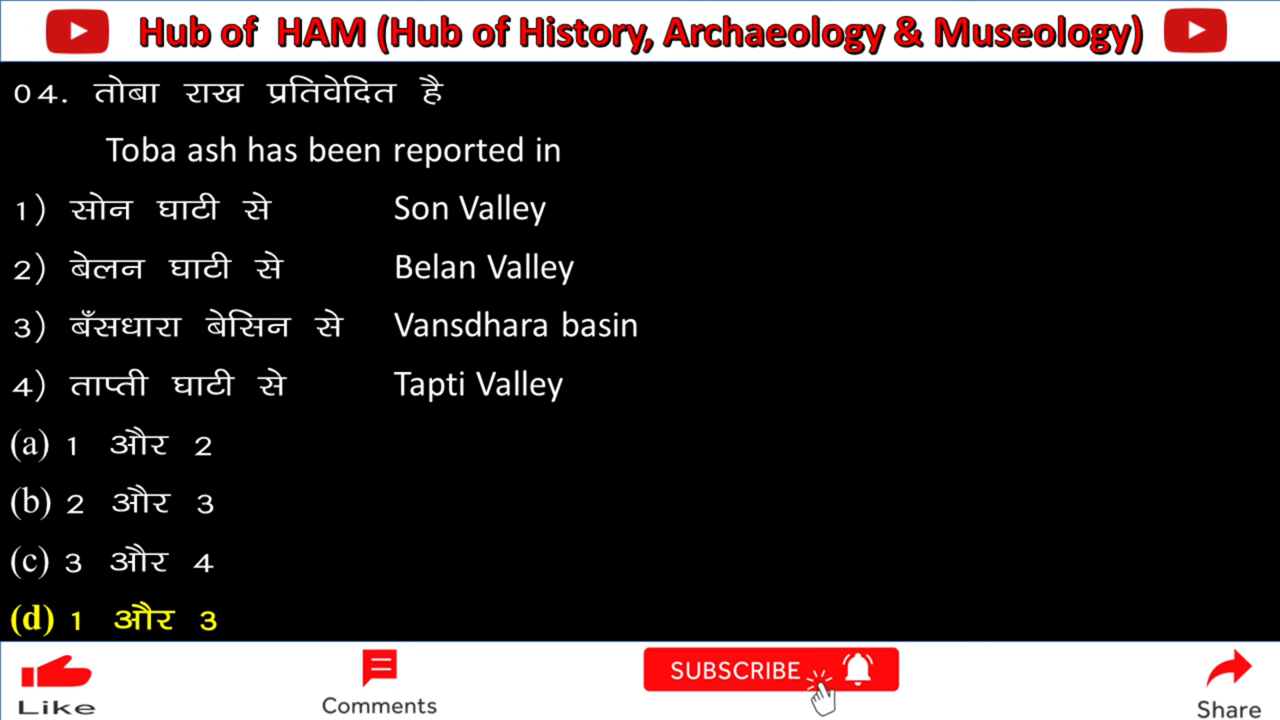 Hub of HAM (Hub of History, Archaeology & Museology)
04. तोबा राख प्रतिवेदित है
Toba ash has been reported in
1) सोन घाटी से Son Valley
2) बेलन घाटी से Belan Valley
3) बँसधारा बेसिन से Vansdhara basin
4) ताप्ती घाटी से Tapti Valley
(a) 1 और 2
(b) 2 और 3
(c) 3 और 4
(d) 1 और 3
Like Comments SUBSCRIBE Share